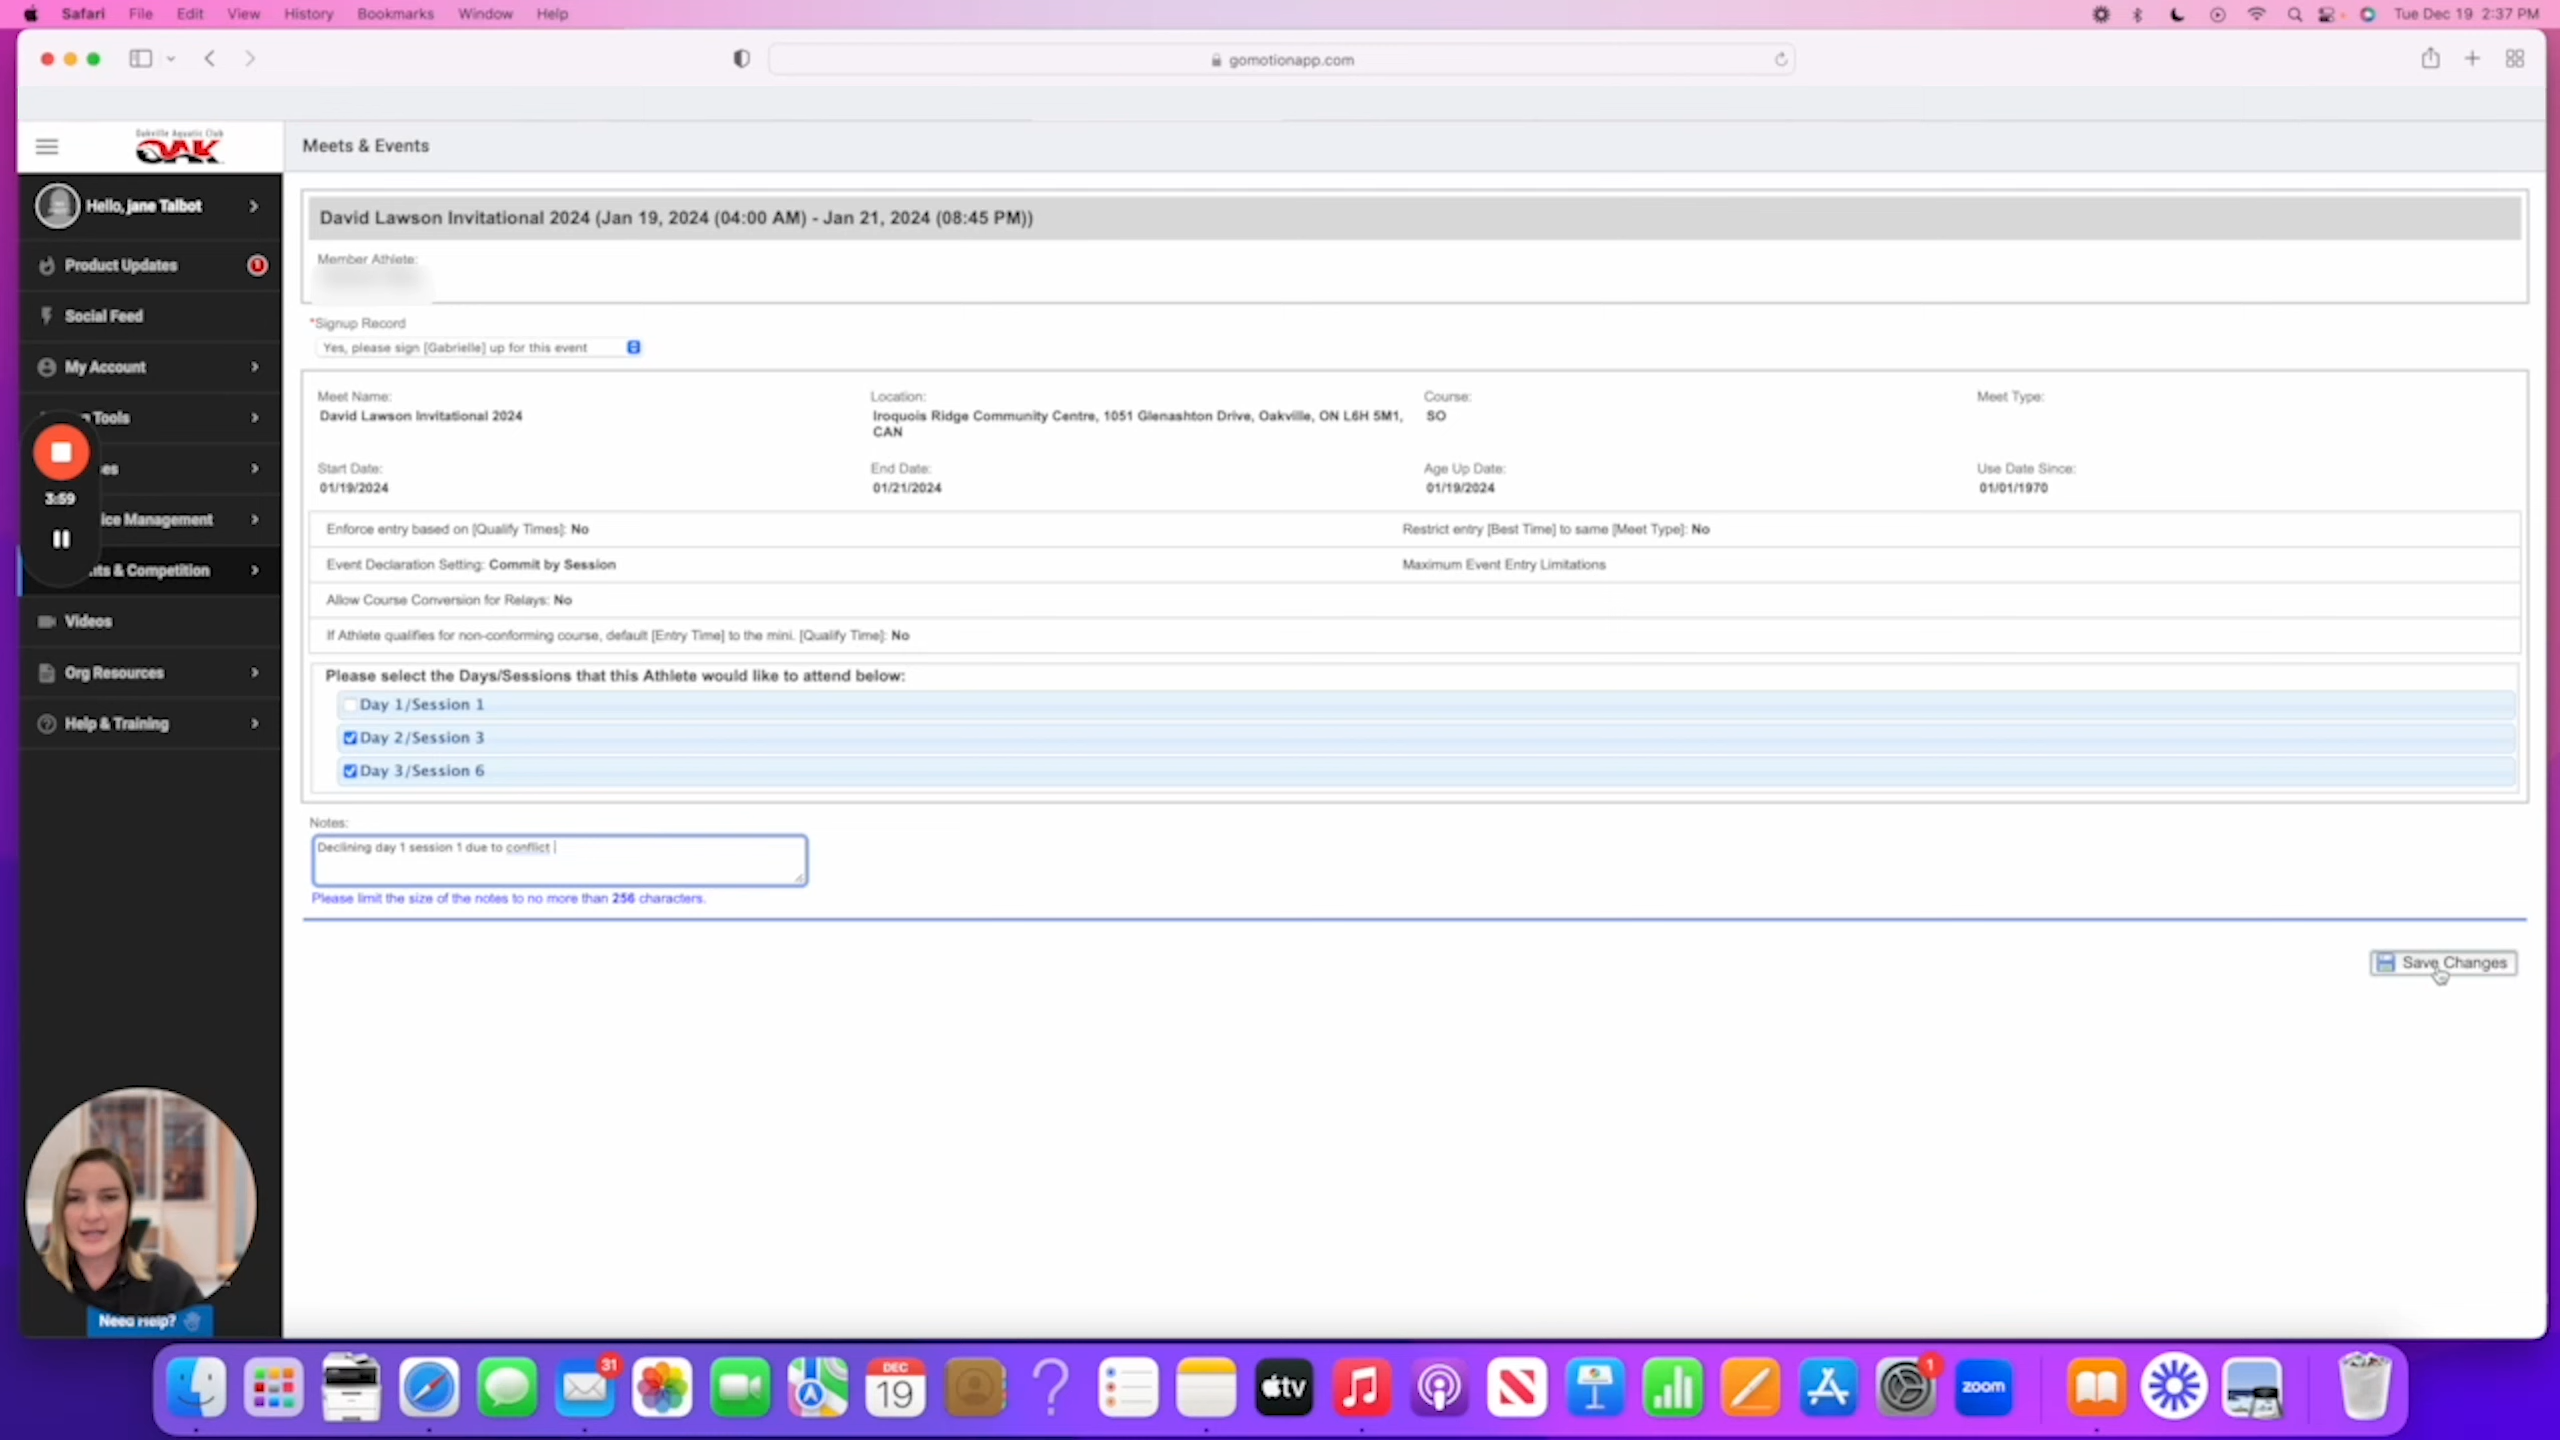 Safari File Edit View History Bookmarks Window Help
Tue Dec 19 2:37 PM
gomotionapp.com
Oakville Aquatic Club
OAK
Meets & Events
Hello, Jane Talbot
Product Updates
1
Social Feed
My Account
Tools
es
3:59
ice Management
ts & Competition
Videos
Org Resources
Help & Training
Need Help?
David Lawson Invitational 2024 (Jan 19, 2024 (04:00 AM) - Jan 21, 2024 (08:45 PM))
Member Athlete:
*Signup Record
Yes, please sign [Gabrielle] up for this event
Meet Name: Location: Course: Meet Type:
David Lawson Invitational 2024 Iroquois Ridge Community Centre, 1051 Glenashton Drive, Oakville, ON L6H 5M1, SO
CAN
Start Date: End Date: Age Up Date: Use Date Since:
01/19/2024 01/21/2024 01/19/2024 01/01/1970
Enforce entry based on [Qualify Times]: No Restrict entry [Best Time] to same [Meet Type]: No
Event Declaration Setting: Commit by Session Maximum Event Entry Limitations
Allow Course Conversion for Relays: No
If Athlete qualifies for non-conforming course, default [Entry Time] to the mini. [Qualify Time]: No
Please select the Days/Sessions that this Athlete would like to attend below:
Day 1/Session 1
Day 2/Session 3
Day 3/Session 6
Notes:
Declining day 1 session 1 due to conflict
Please limit the size of the notes to no more than 256 characters.
Save Changes
31
DEC
19
tv
1
zoom